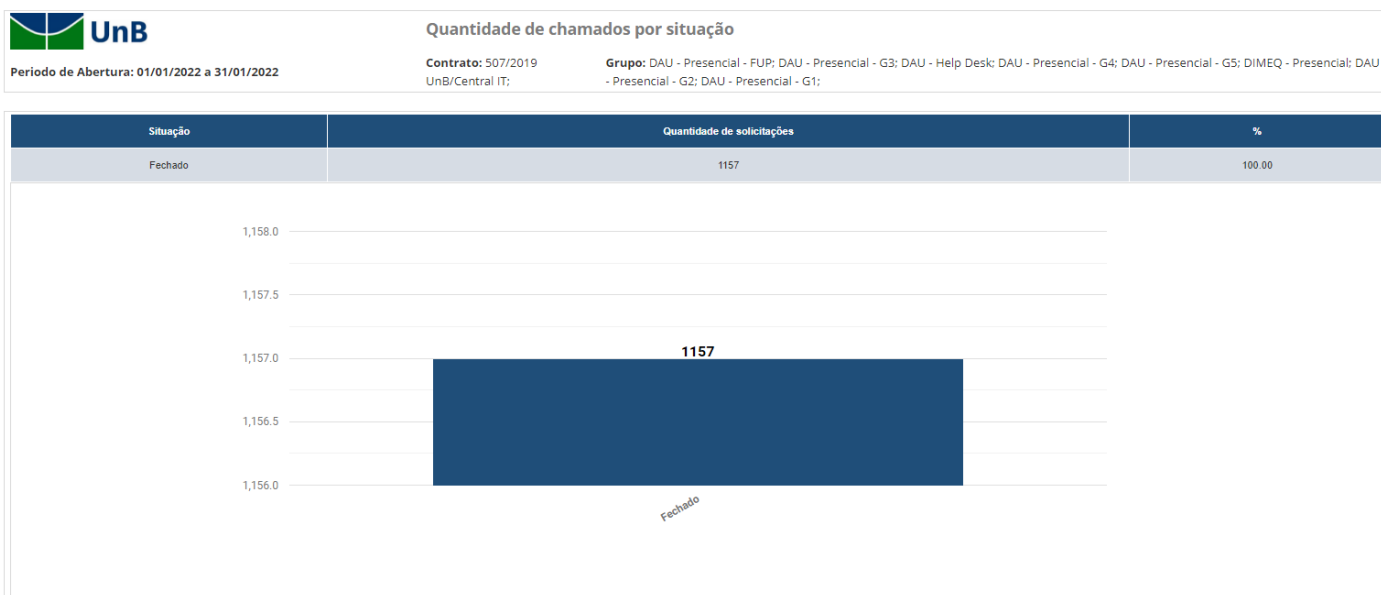 UnB
Quantidade de chamados por situação
Periodo de Abertura: 01/01/2022 a 31/01/2022
Contrato: 507/2019
UnB/Central IT;
Grupo: DAU - Presencial - FUP; DAU - Presencial - G3; DAU - Help Desk; DAU - Presencial - G4; DAU - Presencial - G5; DIMEQ - Presencial; DAU
- Presencial - G2; DAU - Presencial - G1;
Situação Quantidade de solicitações %
Fechado 1157 100.00
1,158.0
1,157.5
1157
1,157.0
1,156.5
1,156.0
Fechado